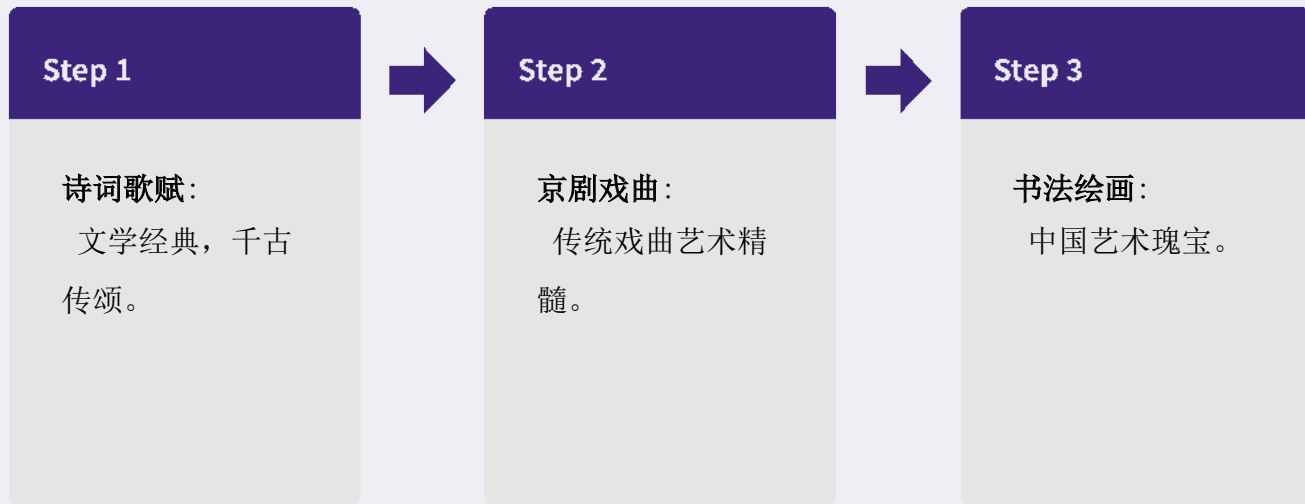 Step 1
诗词歌赋:
文学经典，千古
传颂。
Step 2
京剧戏曲:
传统戏曲艺术精
髓。
Step 3
书法绘画:
中国艺术瑰宝。